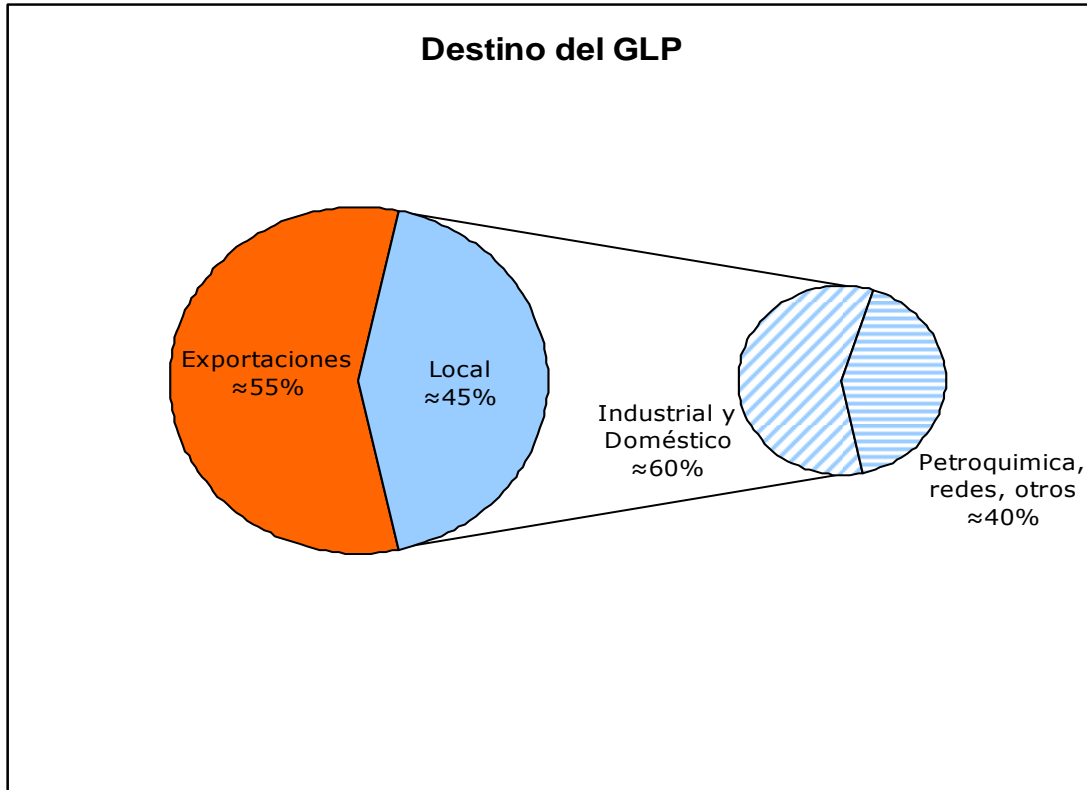 Destino del GLP
Exportaciones
≈55%
Local
≈45%
Industrial y
Doméstico
≈60%
Petroquimica,
redes, otros
≈40%